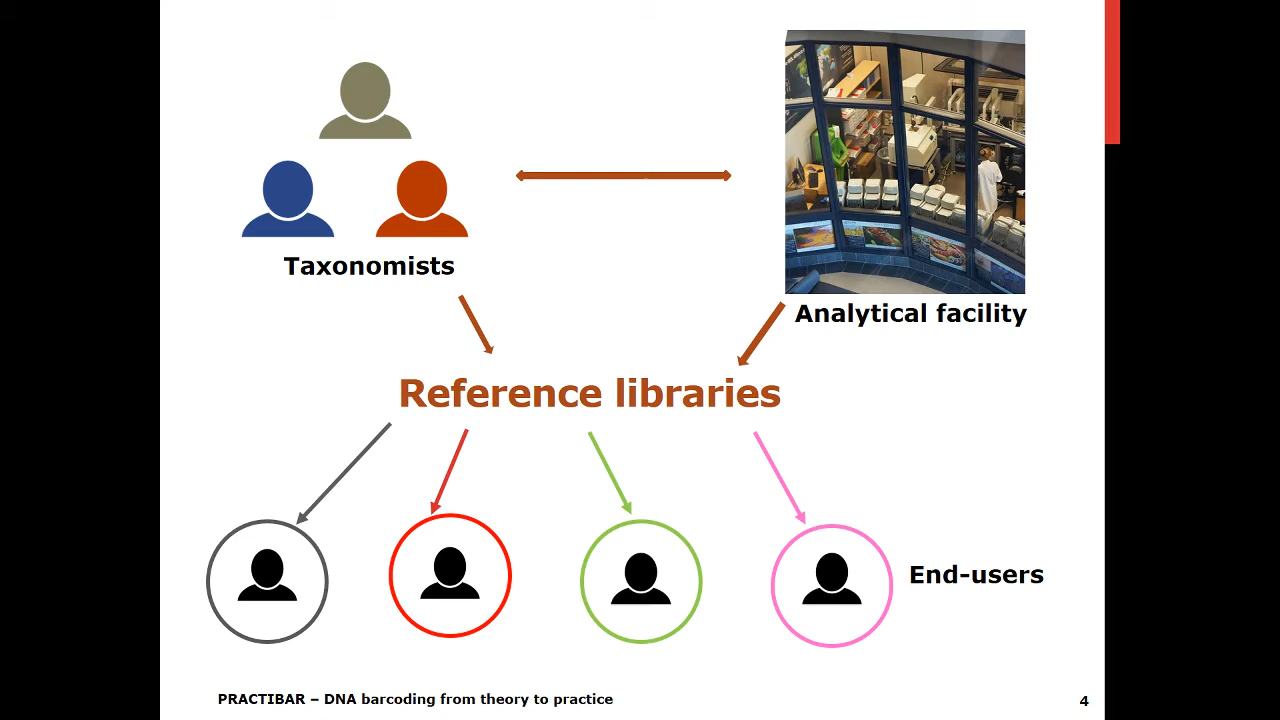 Taxonomists
Analytical facility
Reference libraries
End-users
PRACTIBAR – DNA barcoding from theory to practice
4